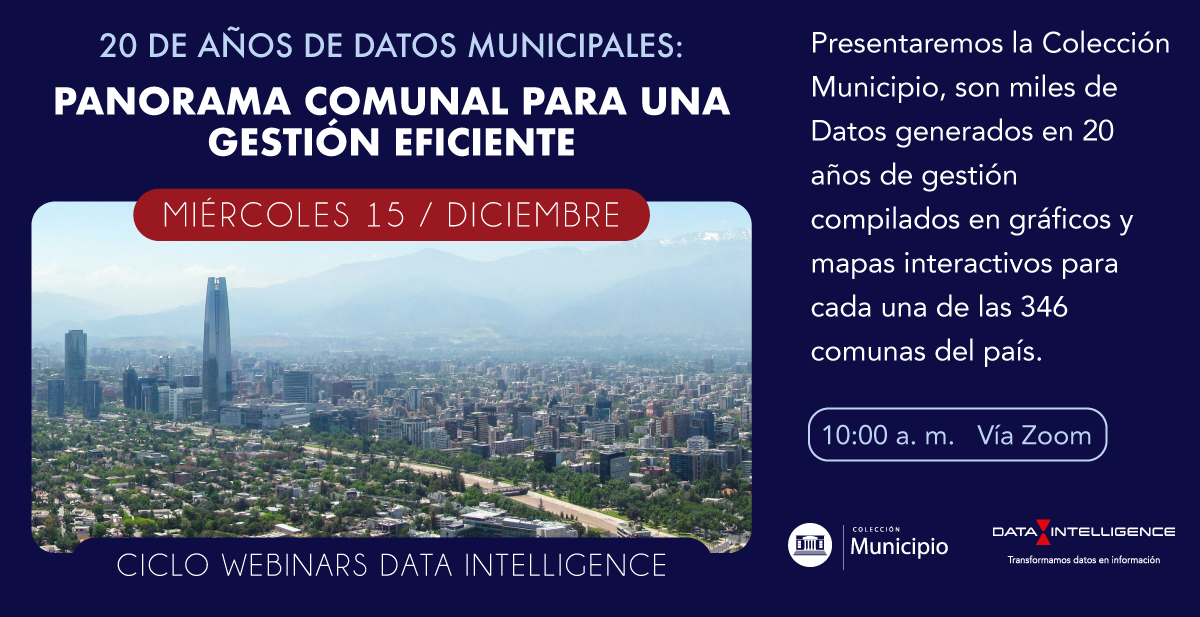 20 DE AÑOS DE DATOS MUNICIPALES:
PANORAMA COMUNAL PARA UNA
GESTIÓN EFICIENTE
MIÉRCOLES 15 / DICIEMBRE
CICLO WEBINARS DATA INTELLIGENCE
Presentaremos la Colección
Municipio, son miles de
Datos generados en 20
años de gestión
compilados en gráficos y
mapas interactivos para
cada una de las 346
comunas del país.
10:00 a. m. Vía Zoom
COLECCIÓN
Municipio
DATA INTELLIGENCE
Transformamos datos en información